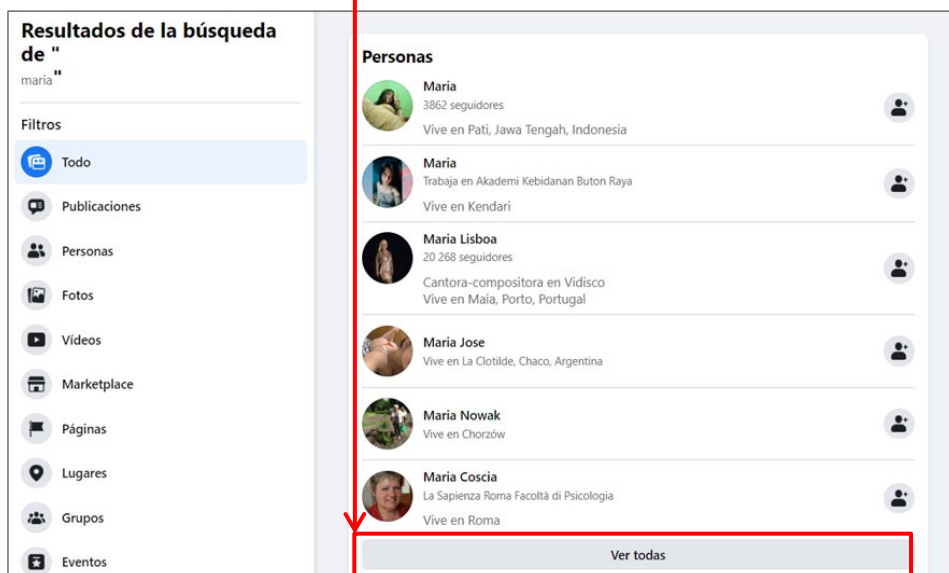 Resultados de la búsqueda
de "
maria"
Filtros
Todo
Publicaciones
Personas
Fotos
Vídeos
Marketplace
Páginas
Lugares
Grupos
Eventos
Personas
Maria
3862 seguidores
Vive en Pati, Jawa Tengah, Indonesia
Maria
Trabaja en Akademi Kebidanan Buton Raya
Vive en Kendari
Maria Lisboa
20 268 seguidores
Cantora-compositora en Vidisco
Vive en Maia, Porto, Portugal
Maria Jose
Vive en La Clotilde, Chaco, Argentina
Maria Nowak
Vive en Chorzów
Maria Coscia
La Sapienza Roma Facoltà di Psicologia
Vive en Roma
Ver todas